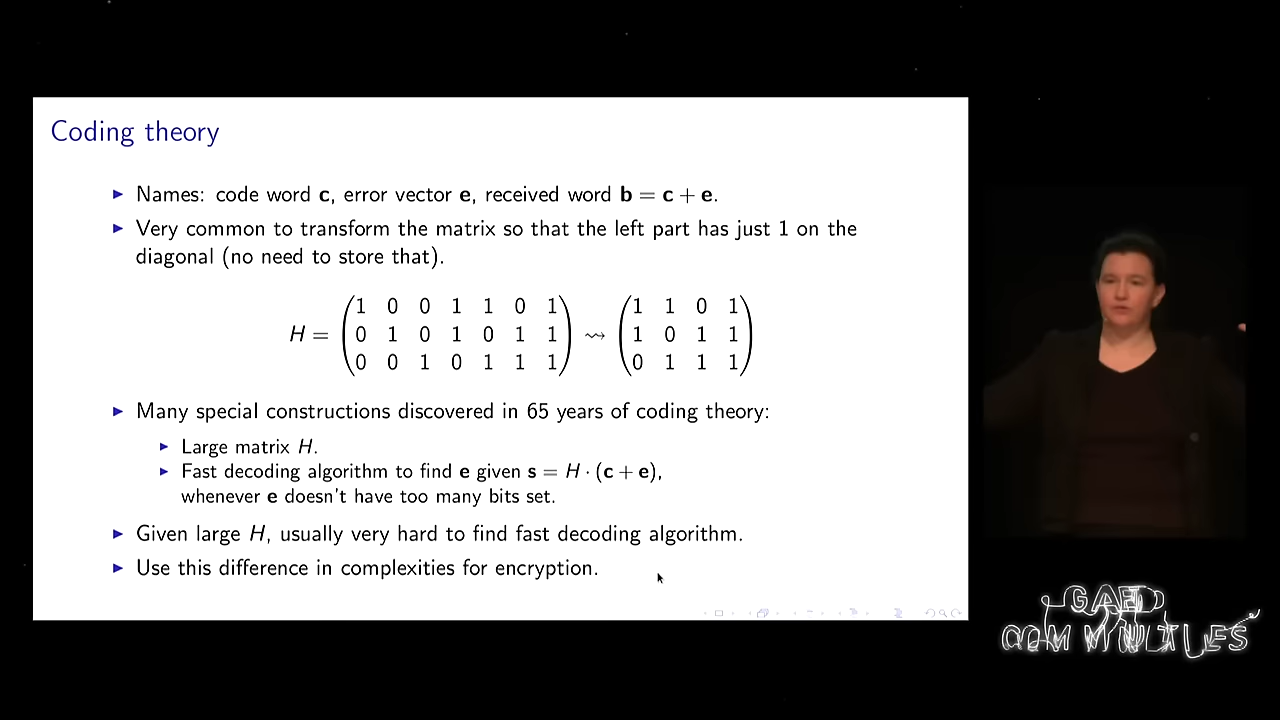 Coding theory
▶ Names: code word c, error vector e, received word b = c + e.
▶ Very common to transform the matrix so that the left part has just 1 on the
diagonal (no need to store that).
1 0 0 1 1 0 1 1 1 0 1
H = 0 1 0 1 0 1 1 ⇝ 1 0 1 1
0 0 1 0 1 1 1 0 1 1 1
▶ Many special constructions discovered in 65 years of coding theory:
▶ Large matrix H.
▶ Fast decoding algorithm to find e given s = H · (c + e),
whenever e doesn't have too many bits set.
▶ Given large H, usually very hard to find fast decoding algorithm.
▶ Use this difference in complexities for encryption.